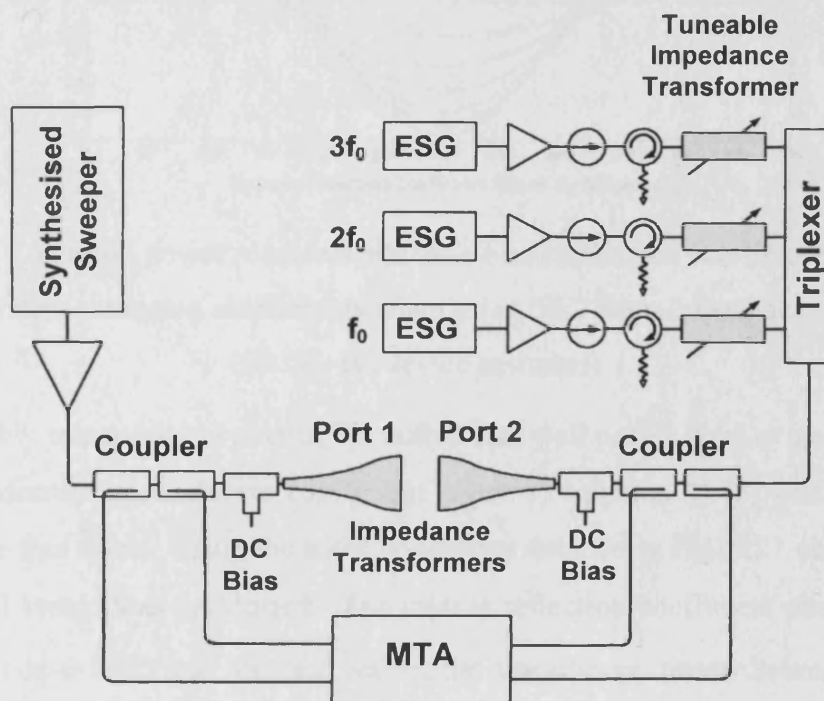 Tuneable
Impedance
Transformer
Synthesised
Sweeper
3f₀ ESG
2f₀ ESG
f₀ ESG
Triplexer
Coupler
Port 1
Port 2
Coupler
DC
Bias
Impedance
Transformers
DC
Bias
MTA